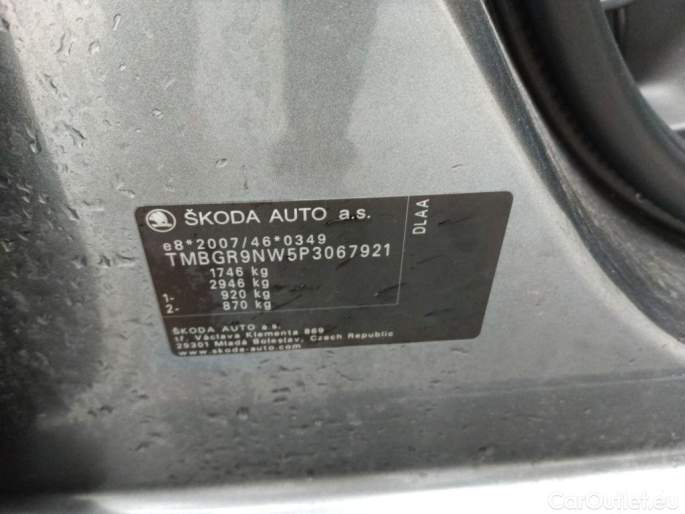 ŠKODA AUTO a.s.
e8*2007/46*0349
TMBGR9NW5P3067921
1746 kg
2946 kg
1- 920 kg
2- 870 kg
ŠKODA AUTO a.s.
tř. Václava Klementa 869
29301 Mladá Boleslav, Czech Republic
www.skoda-auto.com
DLAA
CarOutlet.eu